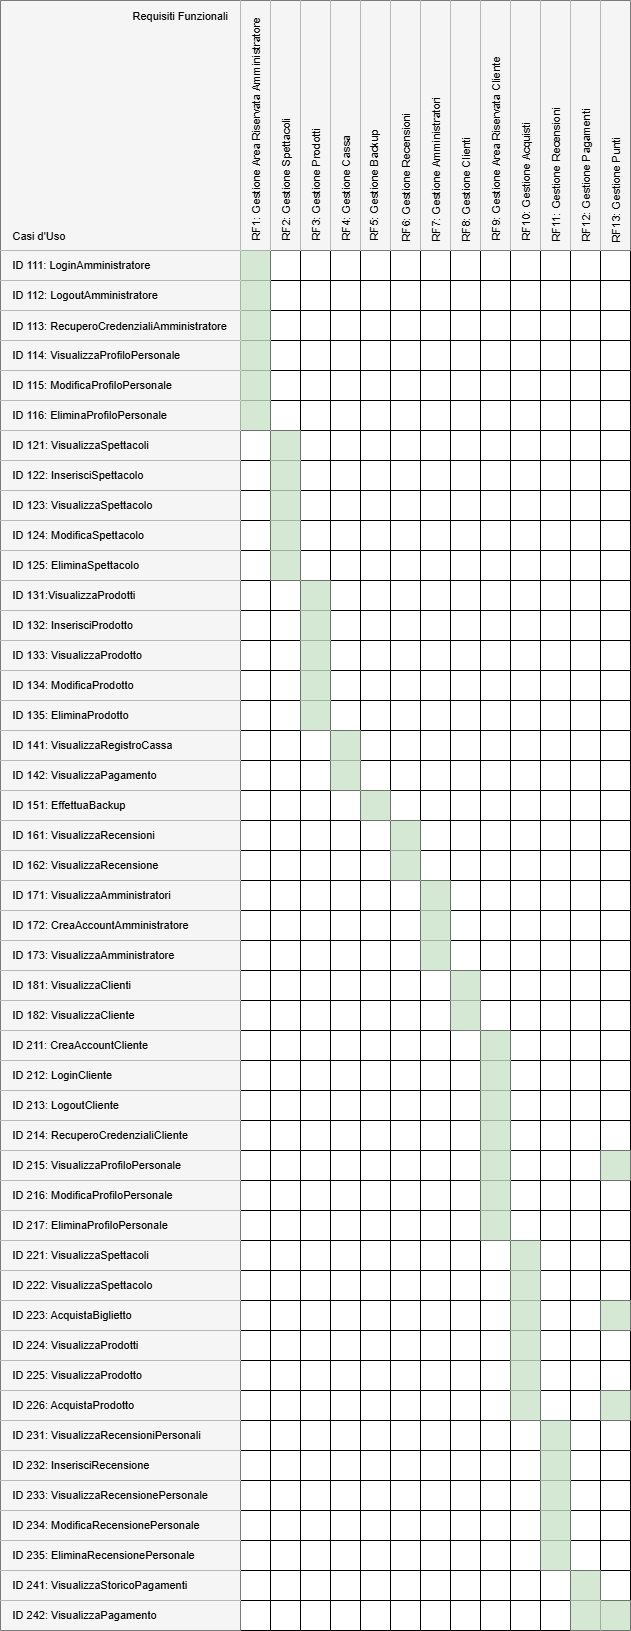 Requisiti Funzionali
RF1: Gestione Area Riservata Amministratore
RF2: Gestione Spettacoli
RF3: Gestione Prodotti
RF4: Gestione Cassa
RF5: Gestione Backup
RF6: Gestione Recensioni
RF7: Gestione Amministratori
RF8: Gestione Clienti
RF9: Gestione Area Riservata Cliente
RF10: Gestione Acquisti
RF11: Gestione Recensioni
RF12: Gestione Pagamenti
RF13: Gestione Punti
Casi d'Uso
ID 111: LoginAmministratore
ID 112: LogoutAmministratore
ID 113: RecuperoCredenzialiAmministratore
ID 114: VisualizzaProfiloPersonale
ID 115: ModificaProfiloPersonale
ID 116: EliminaProfiloPersonale
ID 121: VisualizzaSpettacoli
ID 122: InserisciSpettacolo
ID 123: VisualizzaSpettacolo
ID 124: ModificaSpettacolo
ID 125: EliminaSpettacolo
ID 131:VisualizzaProdotti
ID 132: InserisciProdotto
ID 133: VisualizzaProdotto
ID 134: ModificaProdotto
ID 135: EliminaProdotto
ID 141: VisualizzaRegistroCassa
ID 142: VisualizzaPagamento
ID 151: EffettuaBackup
ID 161: VisualizzaRecensioni
ID 162: VisualizzaRecensione
ID 171: VisualizzaAmministratori
ID 172: CreaAccountAmministratore
ID 173: VisualizzaAmministratore
ID 181: VisualizzaClienti
ID 182: VisualizzaCliente
ID 211: CreaAccountCliente
ID 212: LoginCliente
ID 213: LogoutCliente
ID 214: RecuperoCredenzialiCliente
ID 215: VisualizzaProfiloPersonale
ID 216: ModificaProfiloPersonale
ID 217: EliminaProfiloPersonale
ID 221: VisualizzaSpettacoli
ID 222: VisualizzaSpettacolo
ID 223: AcquistaBiglietto
ID 224: VisualizzaProdotti
ID 225: VisualizzaProdotto
ID 226: AcquistaProdotto
ID 231: VisualizzaRecensioniPersonali
ID 232: InserisciRecensione
ID 233: VisualizzaRecensionePersonale
ID 234: ModificaRecensionePersonale
ID 235: EliminaRecensionePersonale
ID 241: VisualizzaStoricoPagamenti
ID 242: VisualizzaPagamento